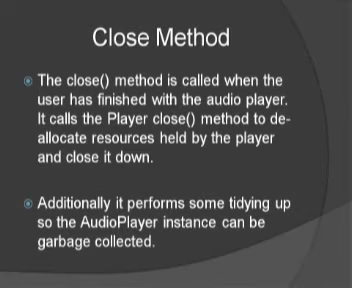 Close Method
The close() method is called when the
user has finished with the audio player.
It calls the Player close() method to de-
allocate resources held by the player
and close it down.
Additionally it performs some tidying up
so the AudioPlayer instance can be
garbage collected.